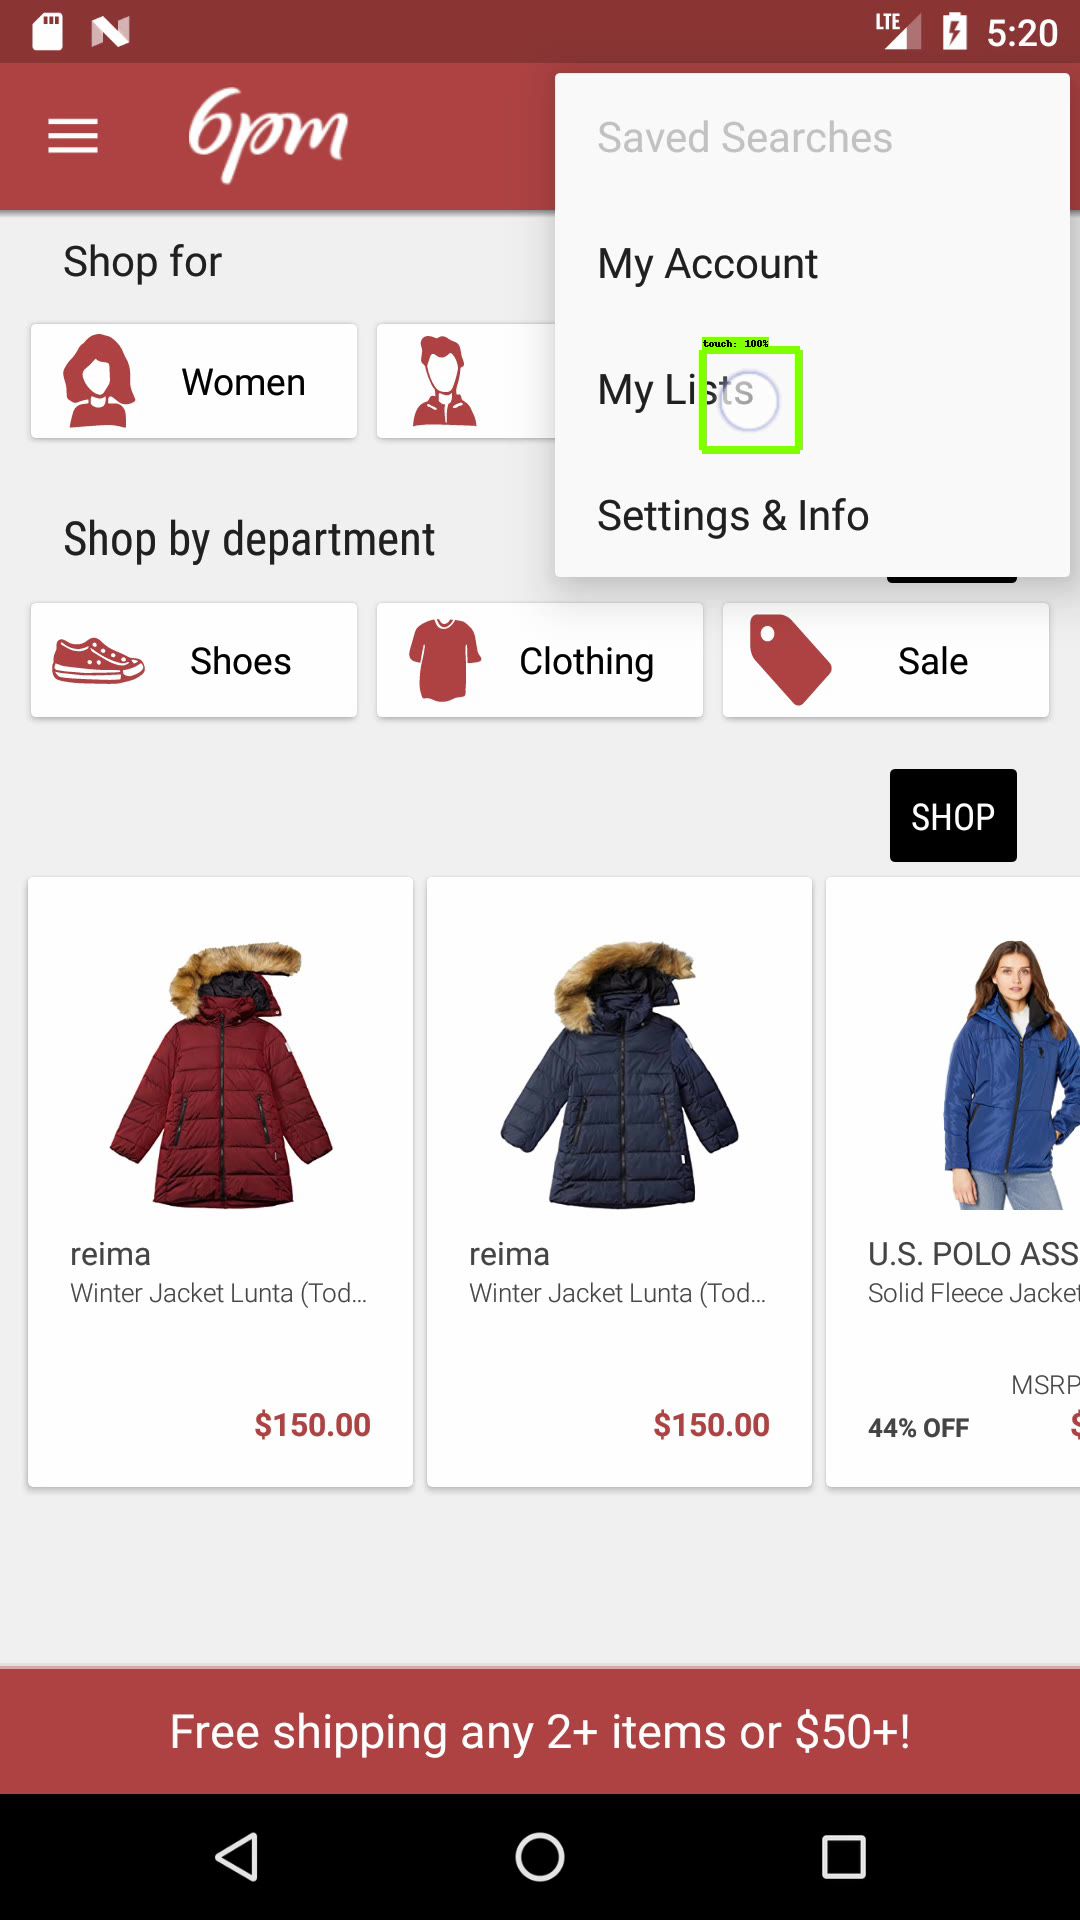 LTE 5:20
6pm
Saved Searches
My Account
touch: 100%
My Lists
Settings & Info
Shop for
Women
Shop by department
Shoes
Clothing
Sale
SHOP
reima
Winter Jacket Lunta (Tod...
$150.00
reima
Winter Jacket Lunta (Tod...
$150.00
U.S. POLO ASS
Solid Fleece Jacket
MSRP
44% OFF
$
Free shipping any 2+ items or $50+!